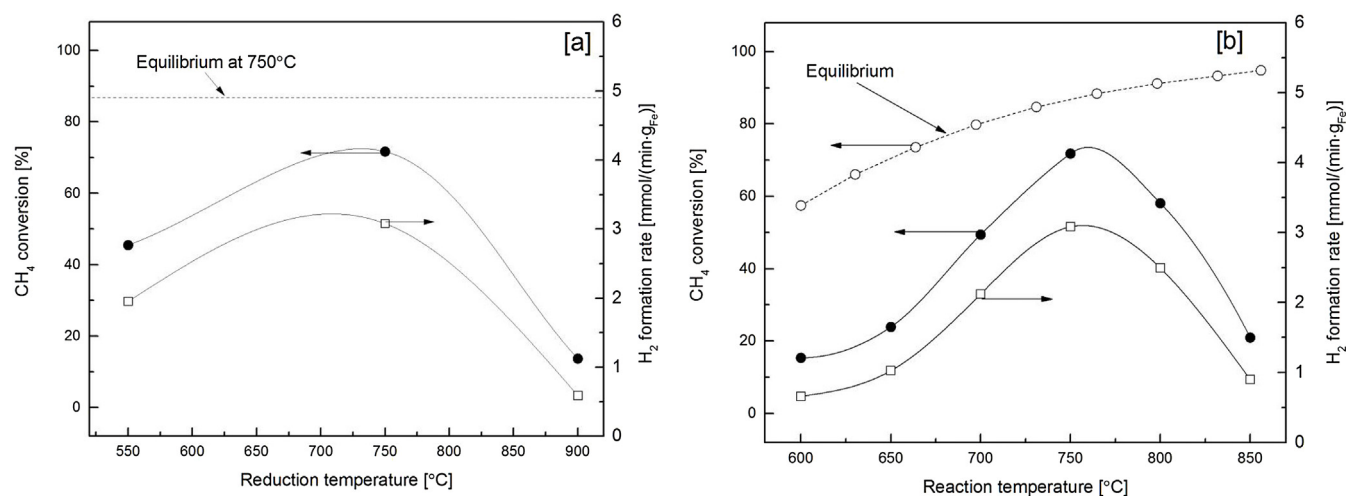 [a]
Equilibrium at 750°C
CH₄ conversion [%]
100
80
60
40
20
0
6
5
4
3
2
1
0
H₂ formation rate [mmol/(min·g_Fe)]
550 600 650 700 750 800 850 900
Reduction temperature [°C]
[b]
Equilibrium
CH₄ conversion [%]
100
80
60
40
20
0
6
5
4
3
2
1
0
H₂ formation rate [mmol/(min·g_Fe)]
600 650 700 750 800 850
Reaction temperature [°C]